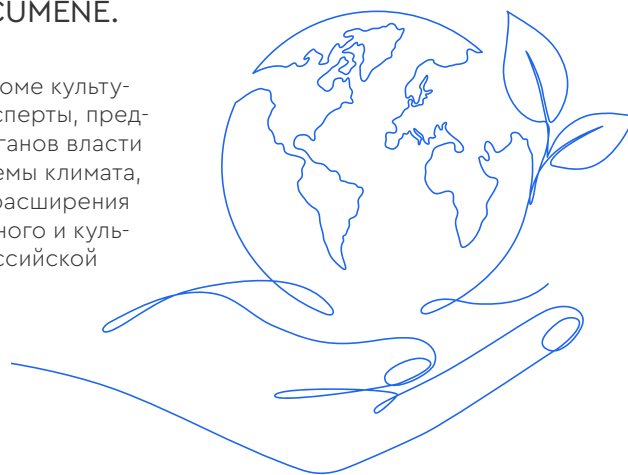 CUMENE.
оме культу-
сперты, пред-
ганов власти
емы климата,
расширения
ного и куль-
ссийской